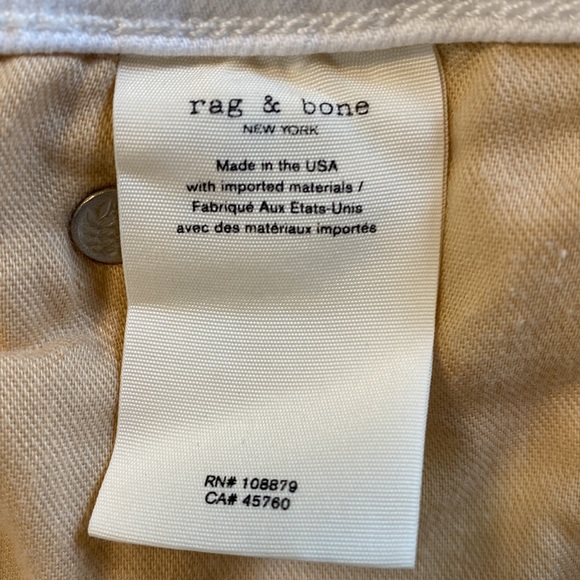 rag & bone
NEW YORK
Made in the USA
with imported materials /
Fabriqué Aux Etats-Unis
avec des matériaux importés
RN# 108879
CA# 45760